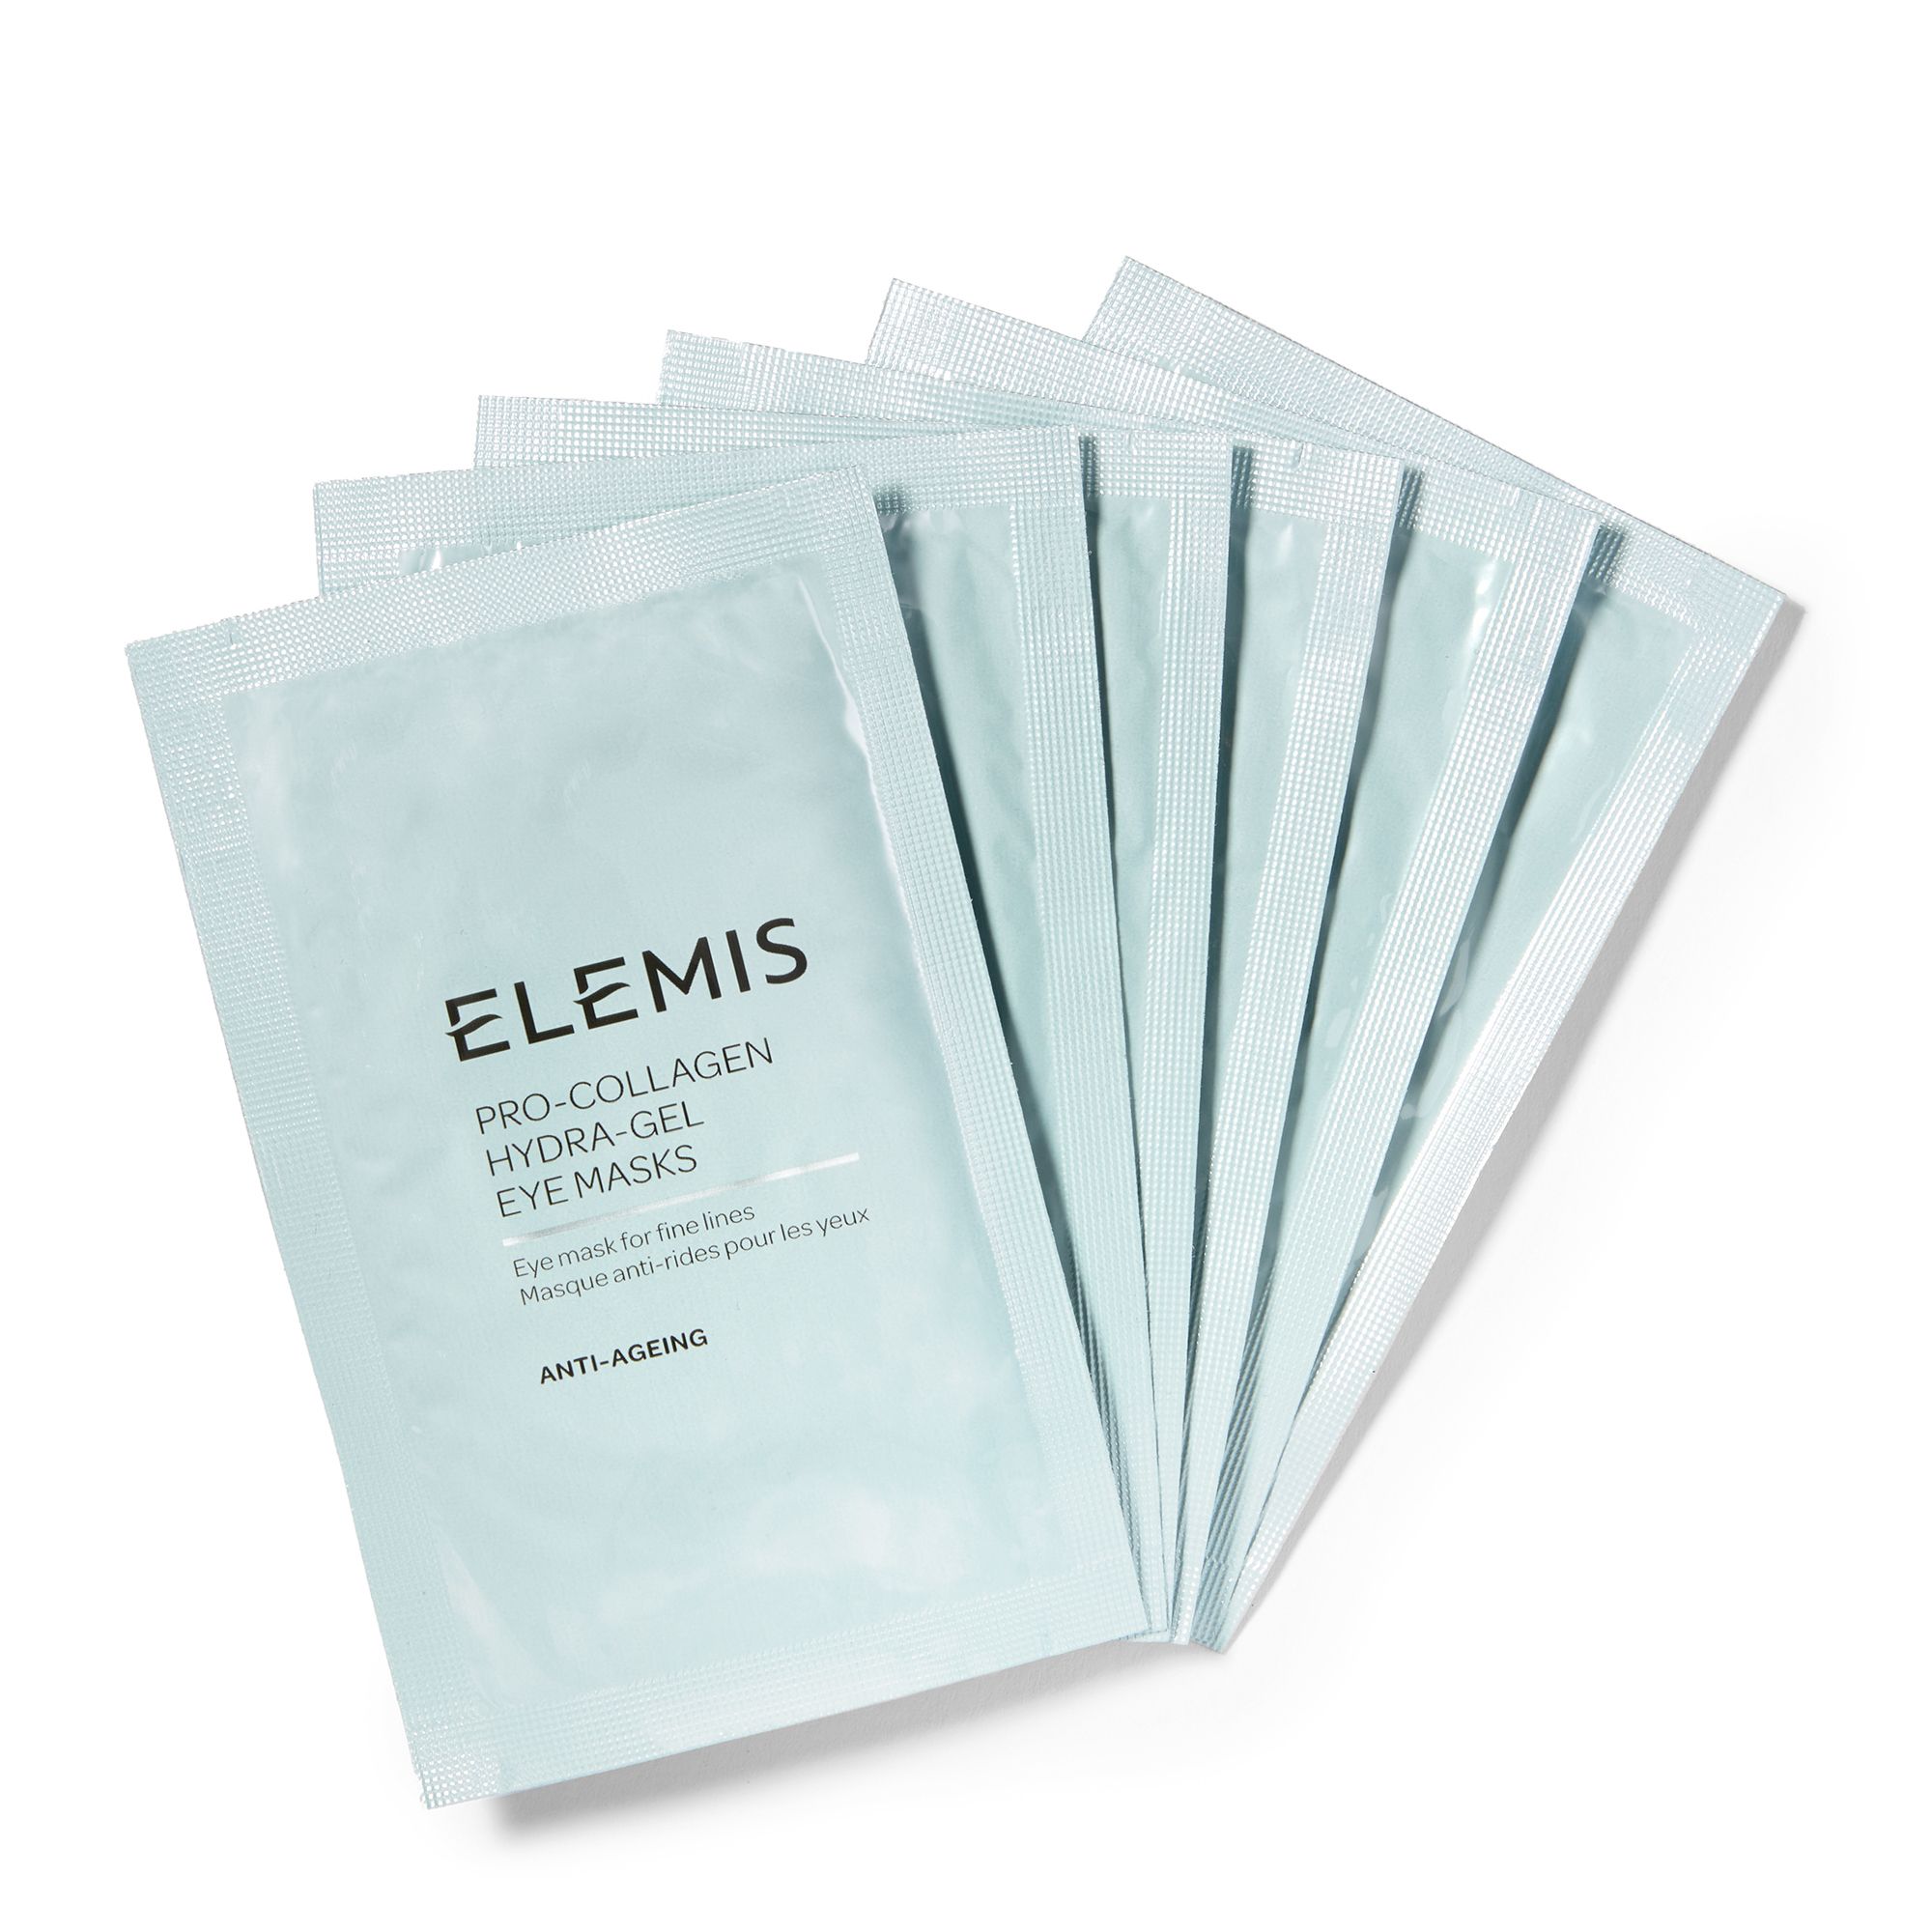 ELEMIS
PRO-COLLAGEN
HYDRA-GEL
EYE MASKS
Eye mask for fine lines
Masque anti-rides pour les yeux
ANTI-AGEING